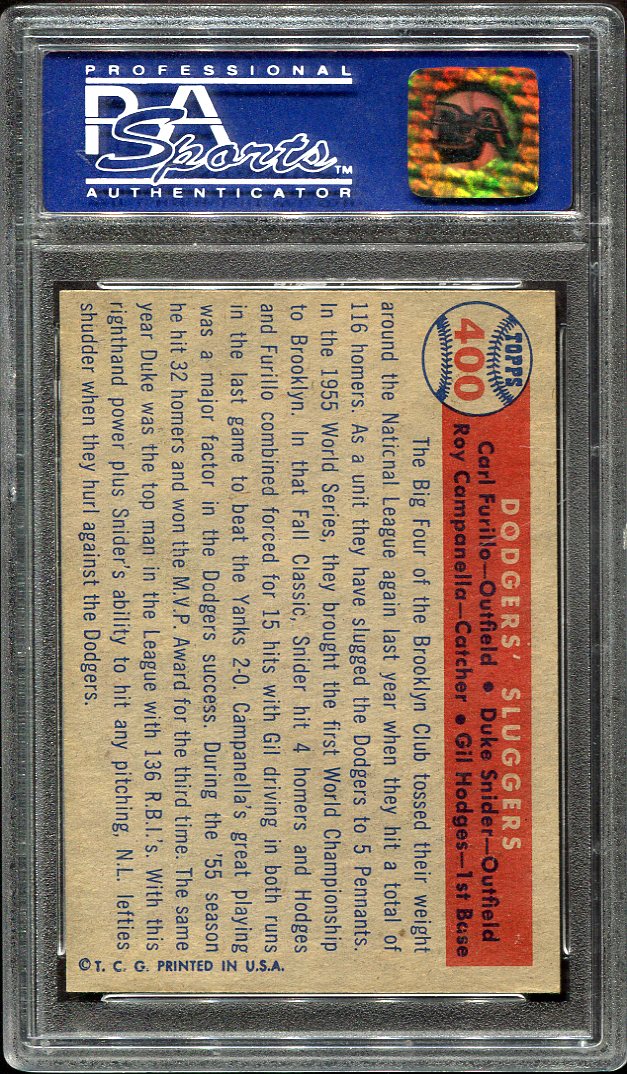 PROFESSIONAL
PSA
Sports™
AUTHENTICATOR
PSA
TOPPS
400
DODGERS' SLUGGERS
Carl Furillo—Outfield ● Duke Snider—Outfield
Roy Campanella—Catcher ● Gil Hodges—1st Base
The Big Four of the Brooklyn Club tossed their weight
around the National League again last year when they hit a total of
116 homers. As a unit they have slugged the Dodgers to 5 Pennants.
In the 1955 World Series, they brought the first World Championship
to Brooklyn. In that Fall Classic, Snider hit 4 homers and Hodges
and Furillo combined forced for 15 hits with Gil driving in both runs
in the last game to beat the Yanks 2-0. Campanella's great playing
was a major factor in the Dodgers success. During the '55 season
he hit 32 homers and won the M.V.P. Award for the third time. The same
year Duke was the top man in the League with 136 R.B.I.'s. With this
righthand power plus Snider's ability to hit any pitching, N.L. lefties
shudder when they hurl against the Dodgers.
© T. C. G. PRINTED IN U.S.A.